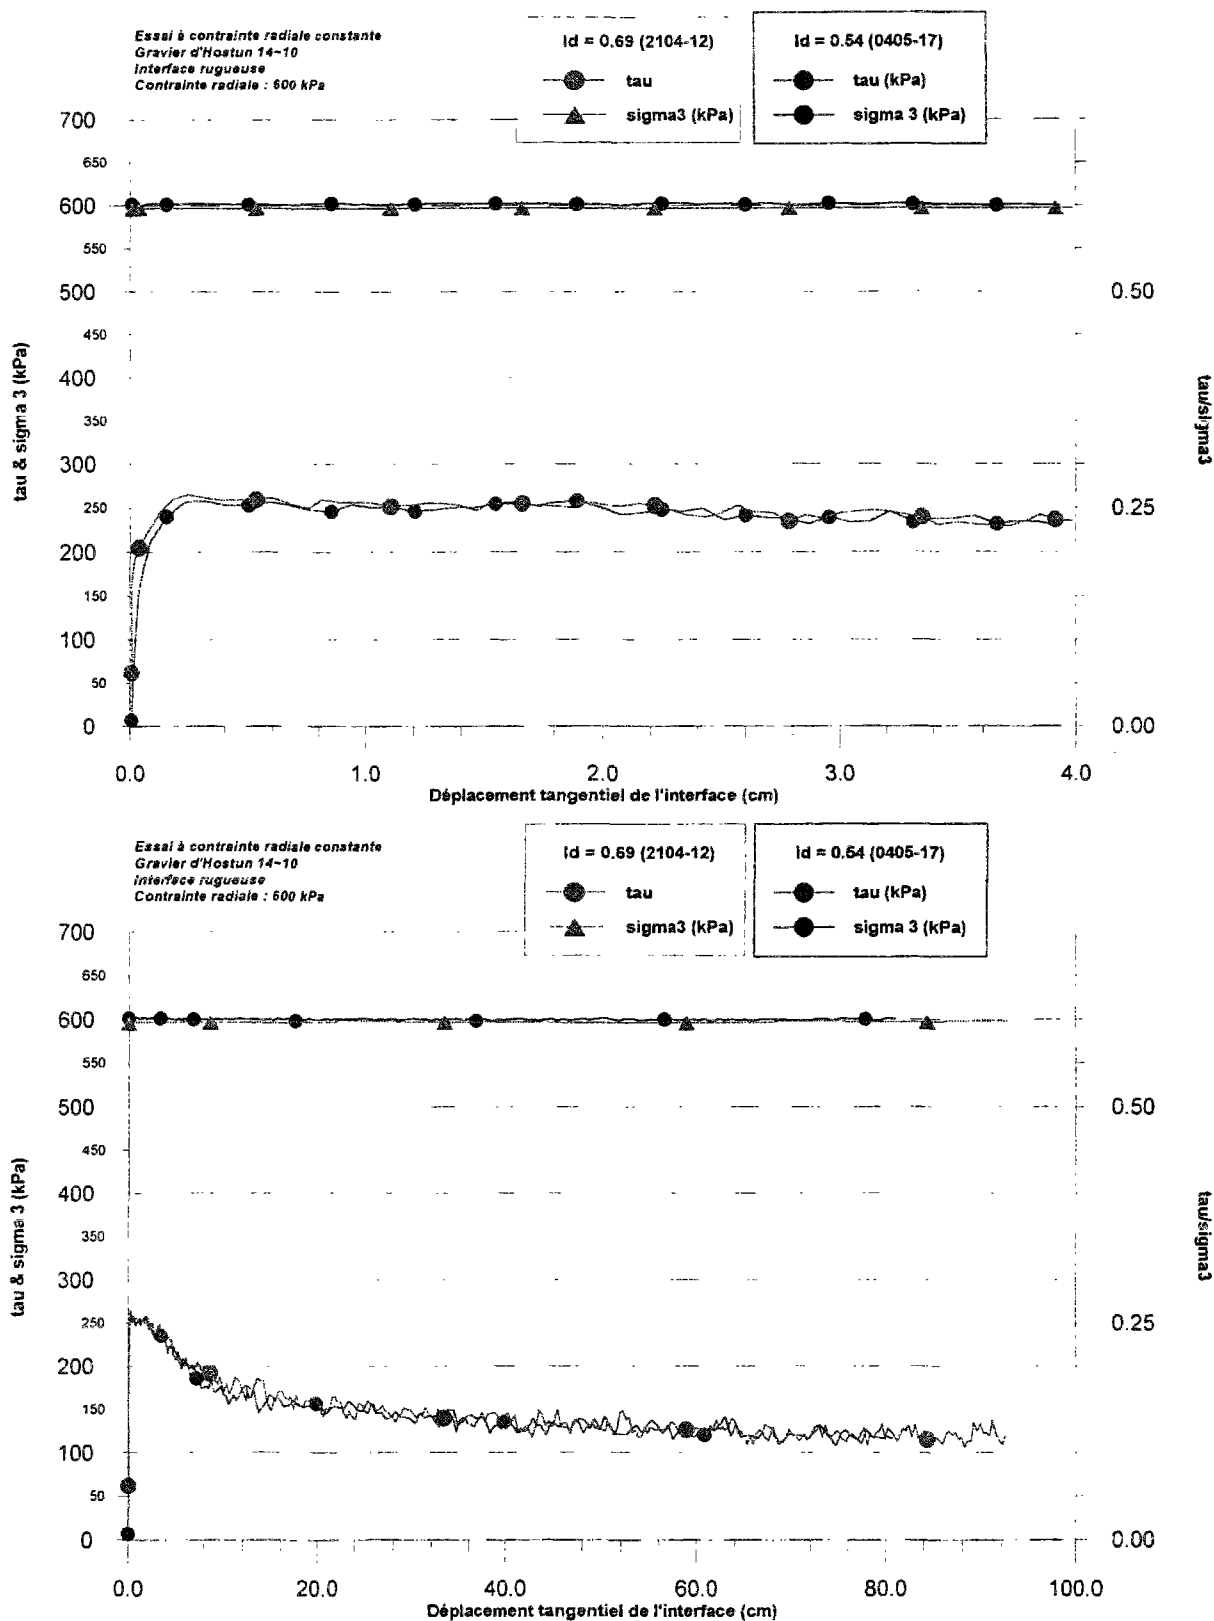 Essai à contrainte radiale constante
Gravier d'Hostun 14~10
Interface rugueuse
Contrainte radiale : 600 kPa
Id = 0.69 (2104-12)
tau
sigma3 (kPa)
Id = 0.54 (0405-17)
tau (kPa)
sigma 3 (kPa)
700
650
600
550
500
450
400
350
300
250
200
150
100
50
0
tau & sigma 3 (kPa)
0.50
0.25
0.00
tau/sigma3
0.0 1.0 2.0 3.0 4.0
Déplacement tangentiel de l'interface (cm)
Essai à contrainte radiale constante
Gravier d'Hostun 14~10
Interface rugueuse
Contrainte radiale : 600 kPa
Id = 0.69 (2104-12)
tau
sigma3 (kPa)
Id = 0.54 (0405-17)
tau (kPa)
sigma 3 (kPa)
700
650
600
550
500
450
400
350
300
250
200
150
100
50
0
tau & sigma 3 (kPa)
0.50
0.25
0.00
tau/sigma3
0.0 20.0 40.0 60.0 80.0 100.0
Déplacement tangentiel de l'interface (cm)